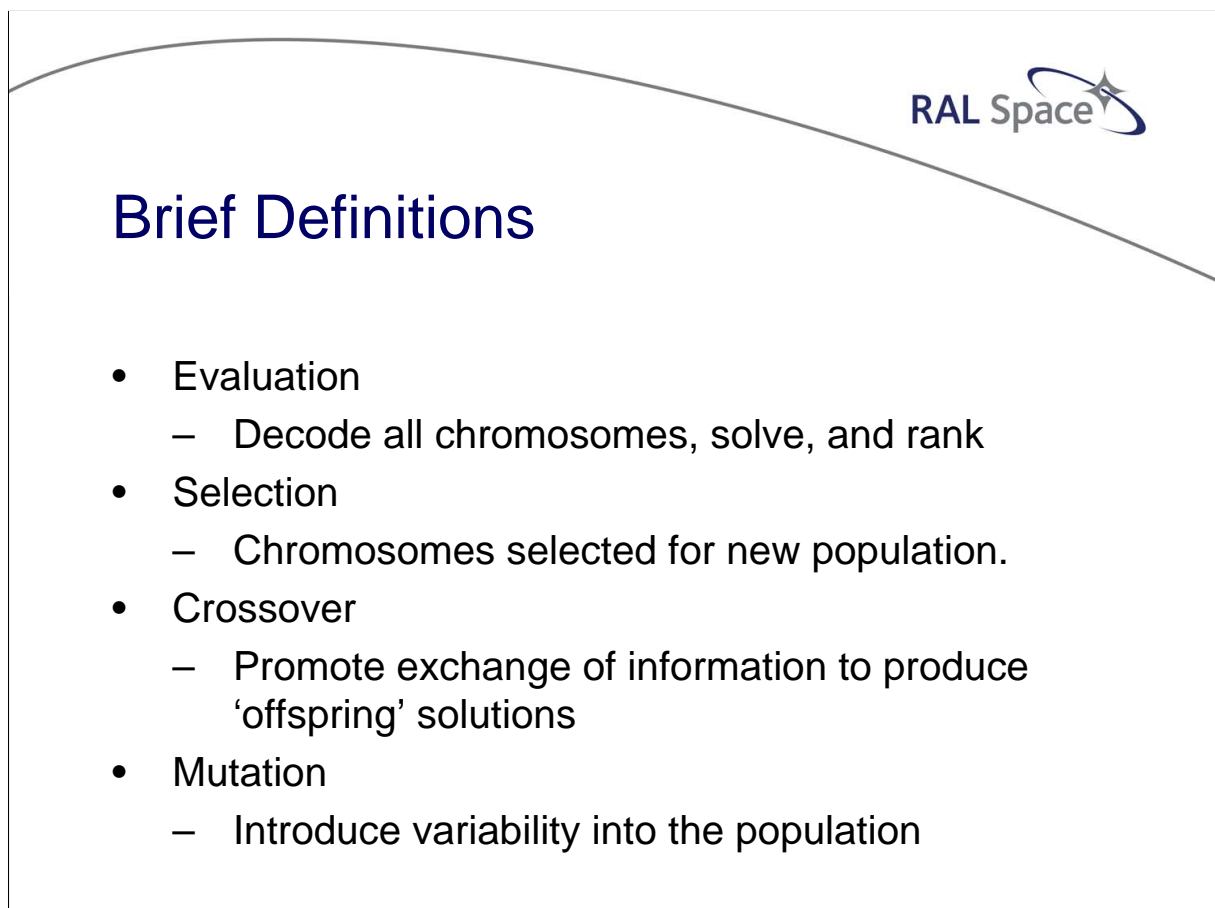 RAL Space
Brief Definitions
• Evaluation
– Decode all chromosomes, solve, and rank
• Selection
– Chromosomes selected for new population.
• Crossover
– Promote exchange of information to produce
‘offspring’ solutions
• Mutation
– Introduce variability into the population